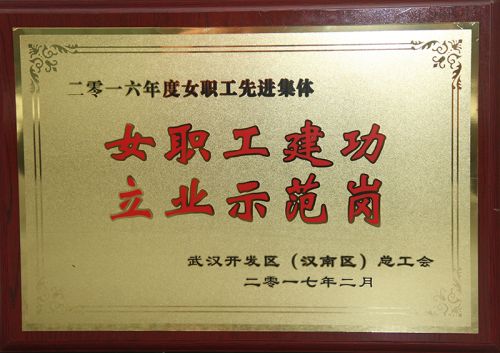 二零一六年度女职工先进集体
女职工建功
立业示范岗
武汉开发区（汉南区）总工会
二零一七年二月